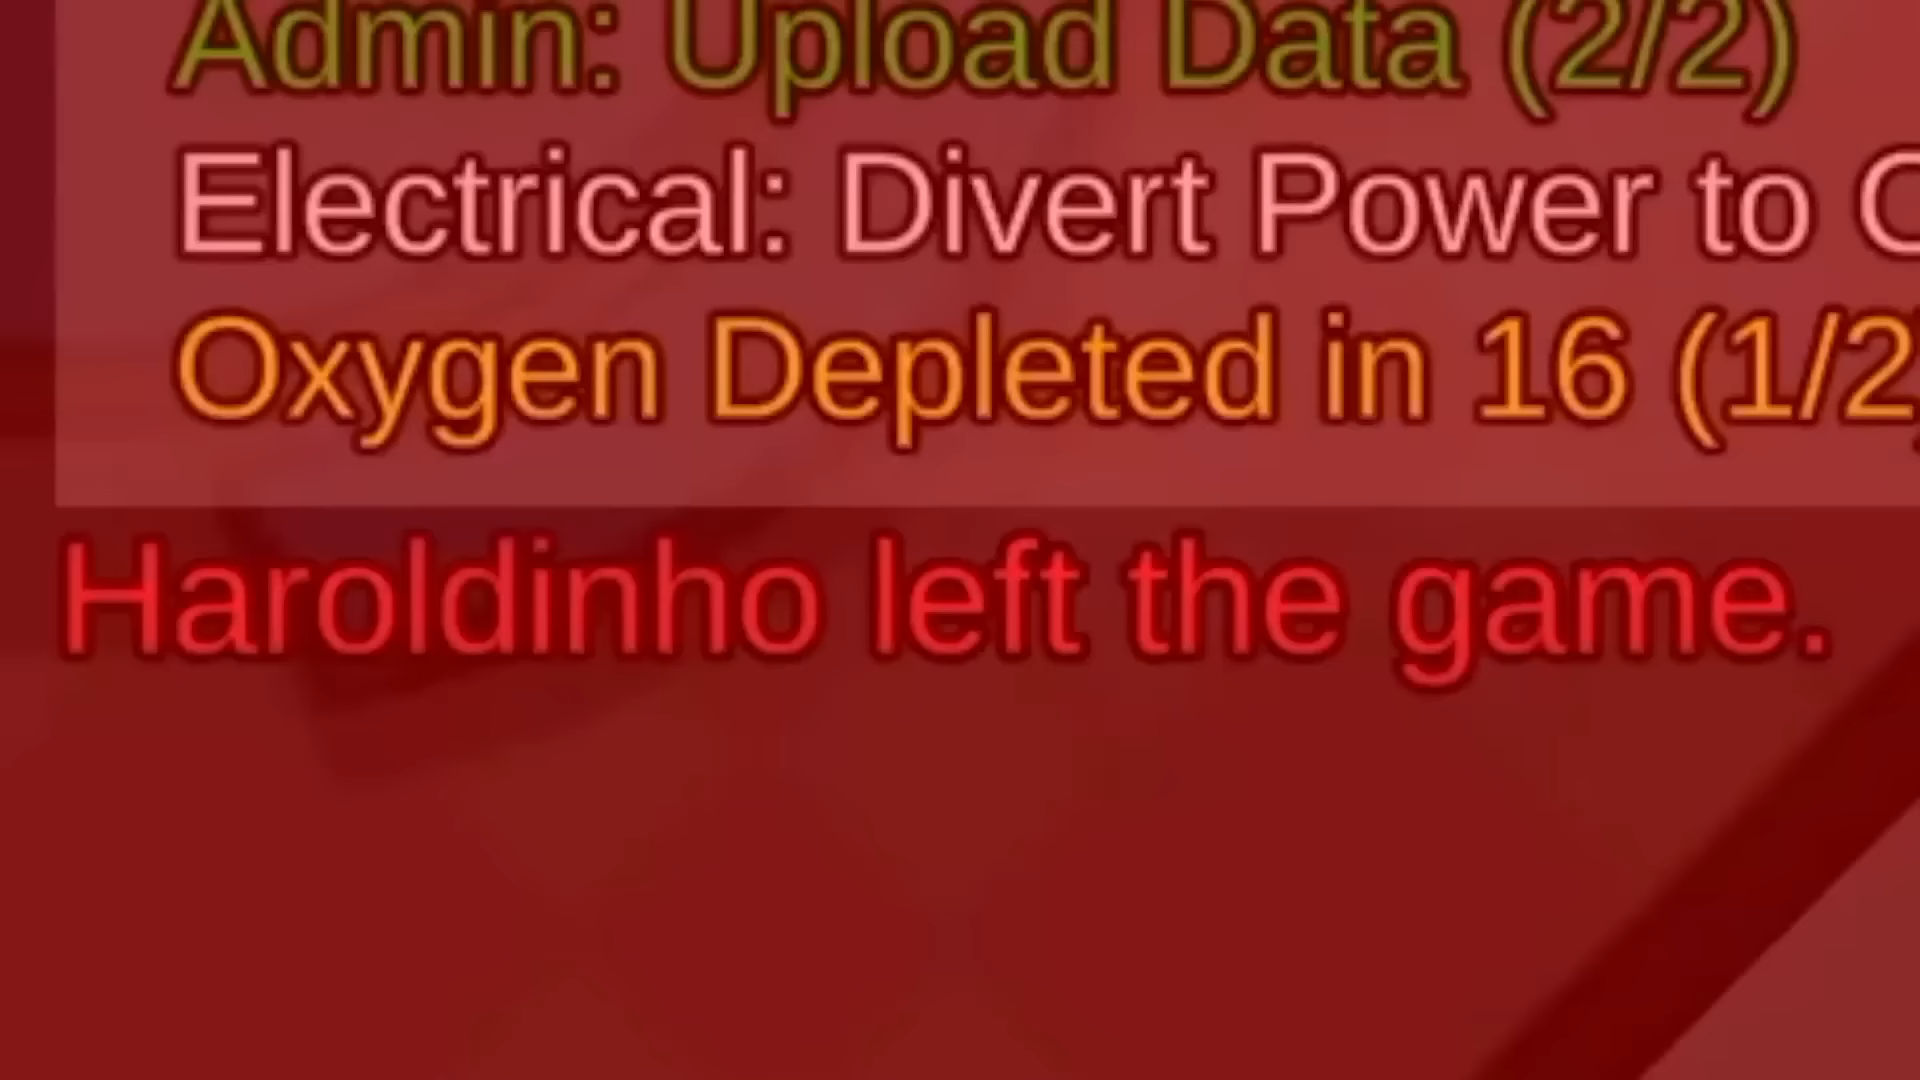 Admin: Upload Data (2/2)
Electrical: Divert Power to
Oxygen Depleted in 16 (1/2)
Haroldinho left the game.